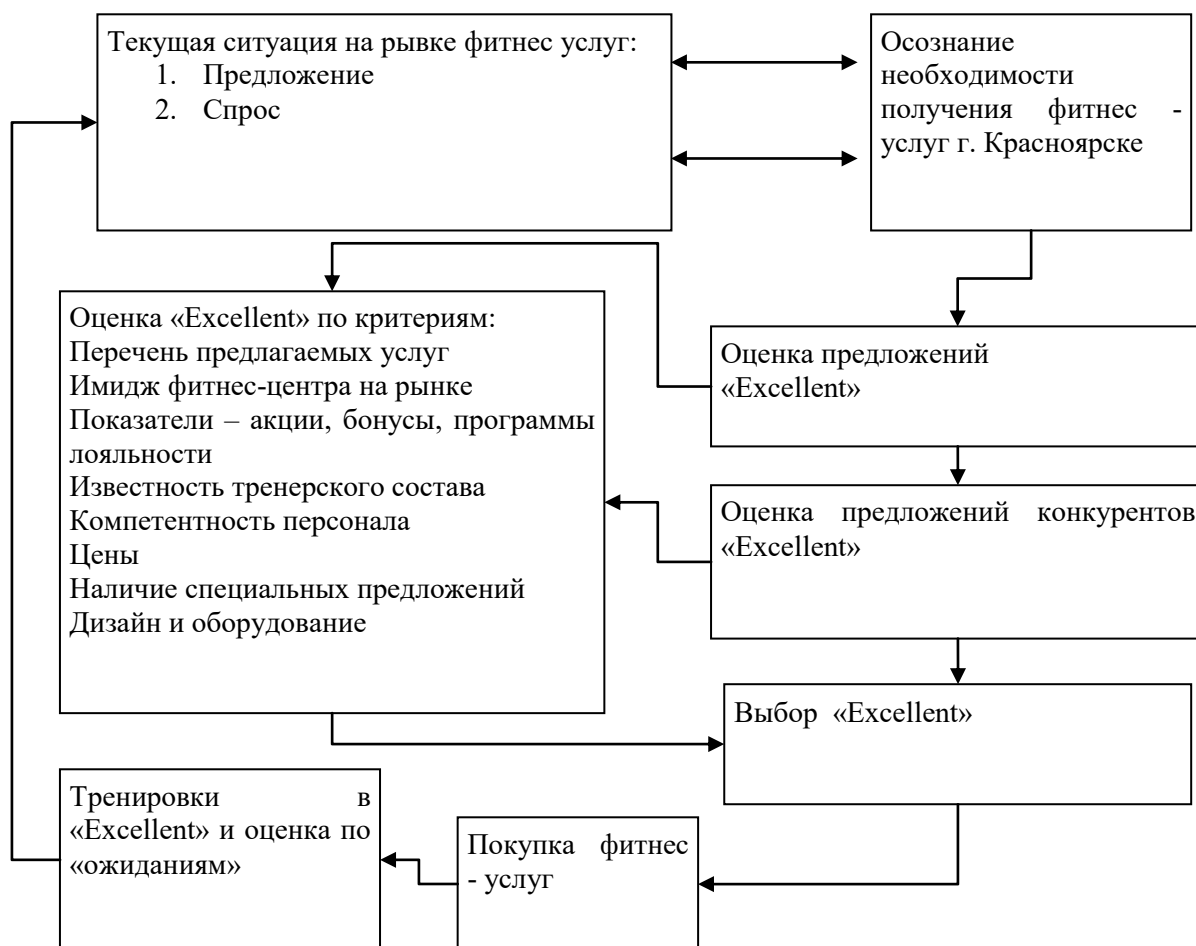 Текущая ситуация на рывке фитнес услуг:
1. Предложение
2. Спрос
Осознание
необходимости
получения фитнес -
услуг г. Красноярске
Оценка «Excellent» по критериям:
Перечень предлагаемых услуг
Имидж фитнес-центра на рынке
Показатели – акции, бонусы, программы
лояльности
Известность тренерского состава
Компетентность персонала
Цены
Наличие специальных предложений
Дизайн и оборудование
Оценка предложений
«Excellent»
Оценка предложений конкурентов
«Excellent»
Выбор «Excellent»
Тренировки в
«Excellent» и оценка по
«ожиданиям»
Покупка фитнес
- услуг